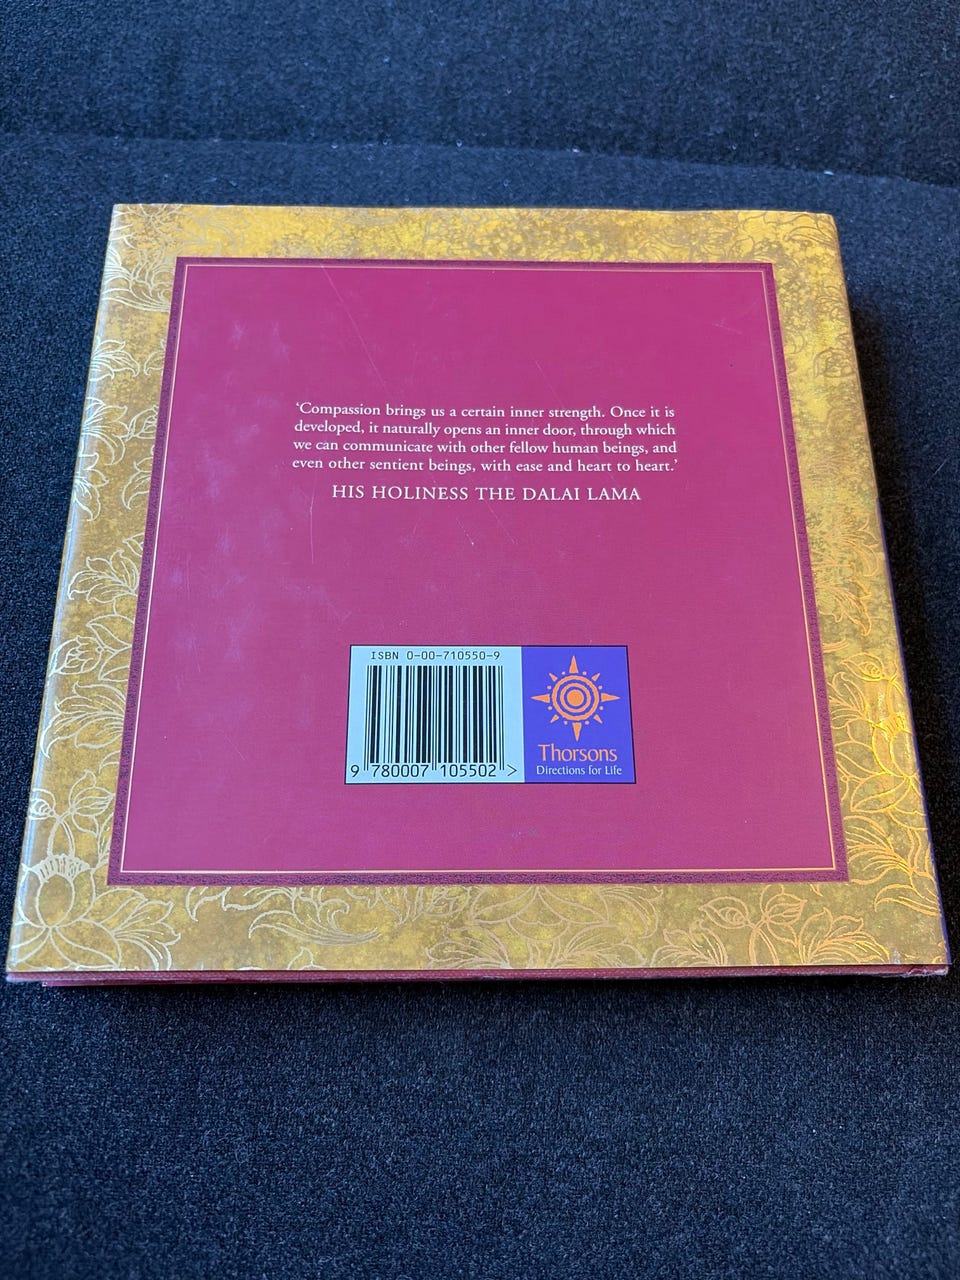 ‘Compassion brings us a certain inner strength. Once it is
developed, it naturally opens an inner door, through which
we can communicate with other fellow human beings, and
even other sentient beings, with ease and heart to heart.’
HIS HOLINESS THE DALAI LAMA
ISBN 0-00-710550-9
9 780007 105502 >
Thorsons
Directions for Life